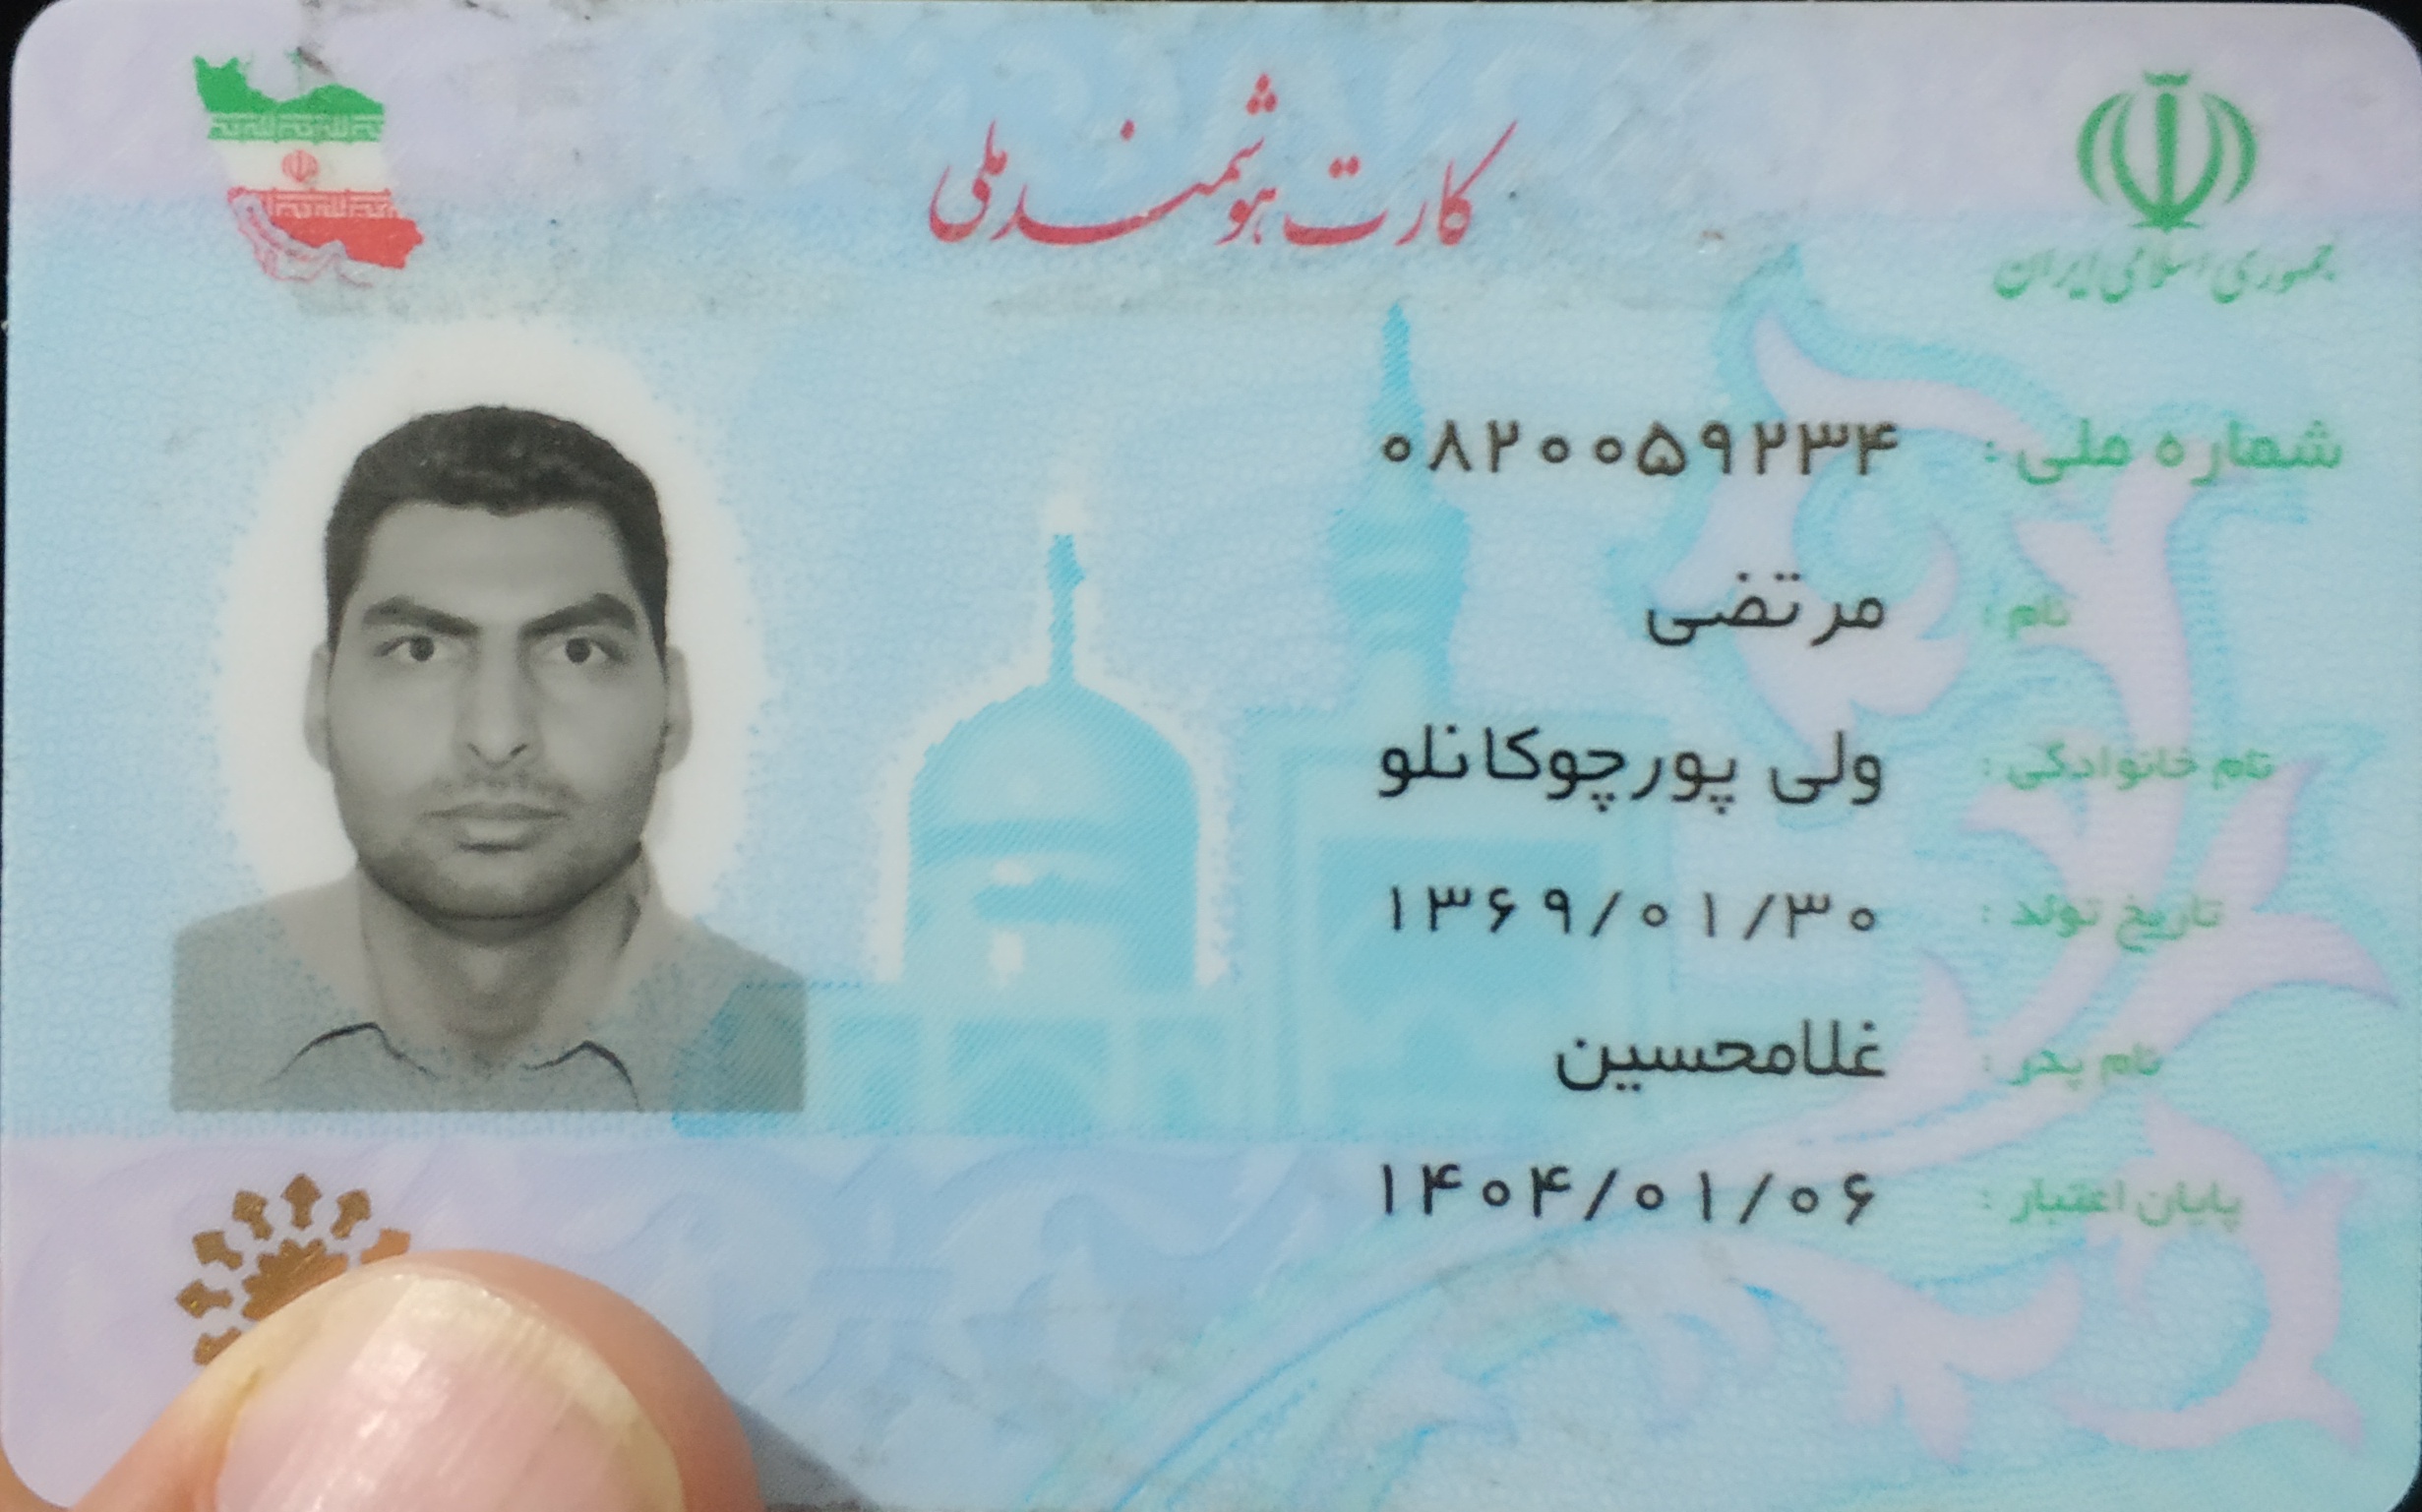 کارت هوشمند ملی
جمهوری اسلامی ایران
شماره ملی : ۰۸۲۰۰۵۹۲۳۴
نام : مرتضی
نام خانوادگی : ولی پورچوکانلو
تاریخ تولد : ۱۳۶۹/۰۱/۳۰
نام پدر : غلامحسین
پایان اعتبار : ۱۴۰۴/۰۱/۰۶